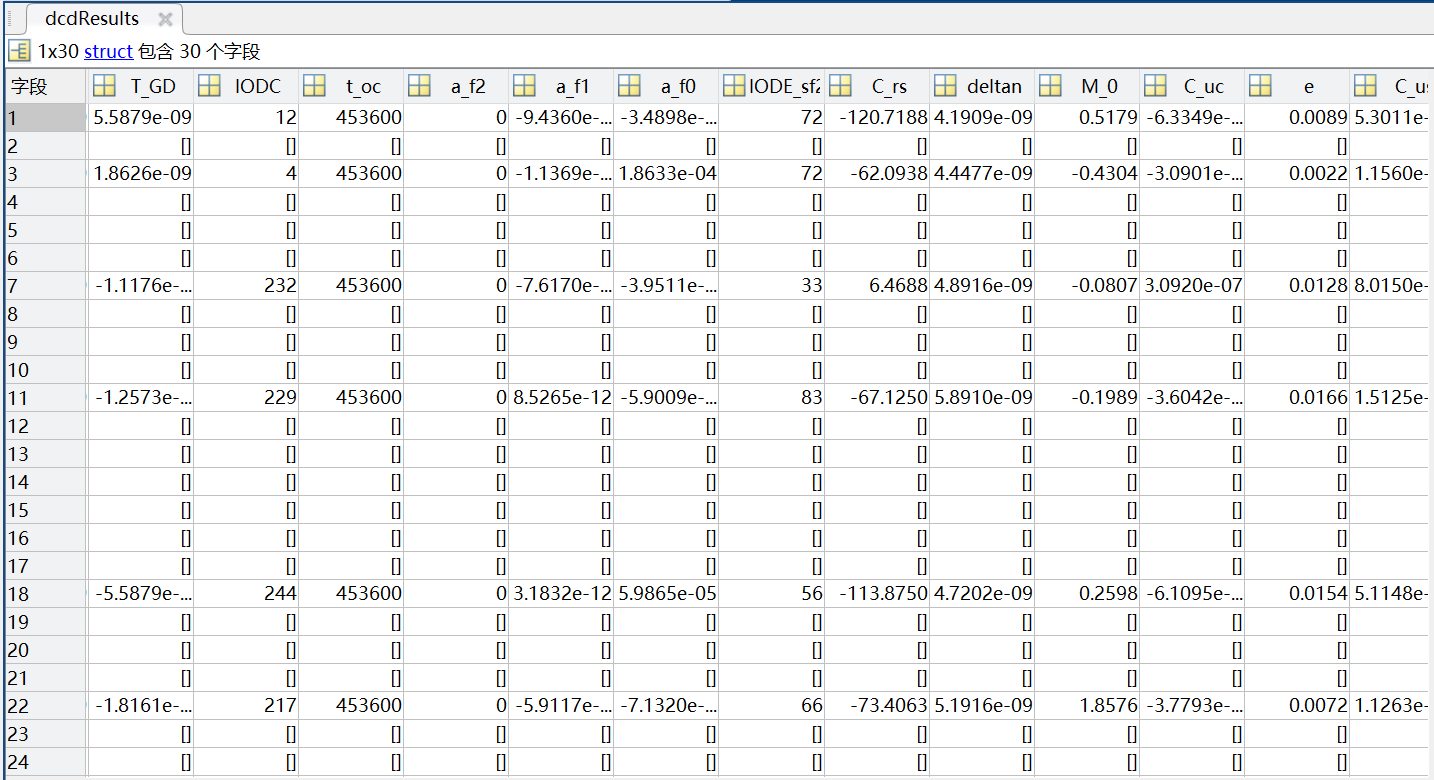 dcdResults
1x30 struct 包含 30 个字段
字段 T_GD IODC t_oc a_f2 a_f1 a_f0 IODE_sf2 C_rs deltan M_0 C_uc e C_us
1 5.5879e-09 12 453600 0 -9.4360e-... -3.4898e-... 72 -120.7188 4.1909e-09 0.5179 -6.3349e-... 0.0089 5.3011e-
2 [] [] [] [] [] [] [] [] [] [] [] []
3 1.8626e-09 4 453600 0 -1.1369e-... 1.8633e-04 72 -62.0938 4.4477e-09 -0.4304 -3.0901e-... 0.0022 1.1560e-
4 [] [] [] [] [] [] [] [] [] [] [] []
5 [] [] [] [] [] [] [] [] [] [] [] []
6 [] [] [] [] [] [] [] [] [] [] [] []
7 -1.1176e-... 232 453600 0 -7.6170e-... -3.9511e-... 33 6.4688 4.8916e-09 -0.0807 3.0920e-07 0.0128 8.0150e-
8 [] [] [] [] [] [] [] [] [] [] [] []
9 [] [] [] [] [] [] [] [] [] [] [] []
10 [] [] [] [] [] [] [] [] [] [] [] []
11 -1.2573e-... 229 453600 0 8.5265e-12 -5.9009e-... 83 -67.1250 5.8910e-09 -0.1989 -3.6042e-... 0.0166 1.5125e-
12 [] [] [] [] [] [] [] [] [] [] [] []
13 [] [] [] [] [] [] [] [] [] [] [] []
14 [] [] [] [] [] [] [] [] [] [] [] []
15 [] [] [] [] [] [] [] [] [] [] [] []
16 [] [] [] [] [] [] [] [] [] [] [] []
17 [] [] [] [] [] [] [] [] [] [] [] []
18 -5.5879e-... 244 453600 0 3.1832e-12 5.9865e-05 56 -113.8750 4.7202e-09 0.2598 -6.1095e-... 0.0154 5.1148e-
19 [] [] [] [] [] [] [] [] [] [] [] []
20 [] [] [] [] [] [] [] [] [] [] [] []
21 [] [] [] [] [] [] [] [] [] [] [] []
22 -1.8161e-... 217 453600 0 -5.9117e-... -7.1320e-... 66 -73.4063 5.1916e-09 1.8576 -3.7793e-... 0.0072 1.1263e-
23 [] [] [] [] [] [] [] [] [] [] [] []
24 [] [] [] [] [] [] [] [] [] [] [] []